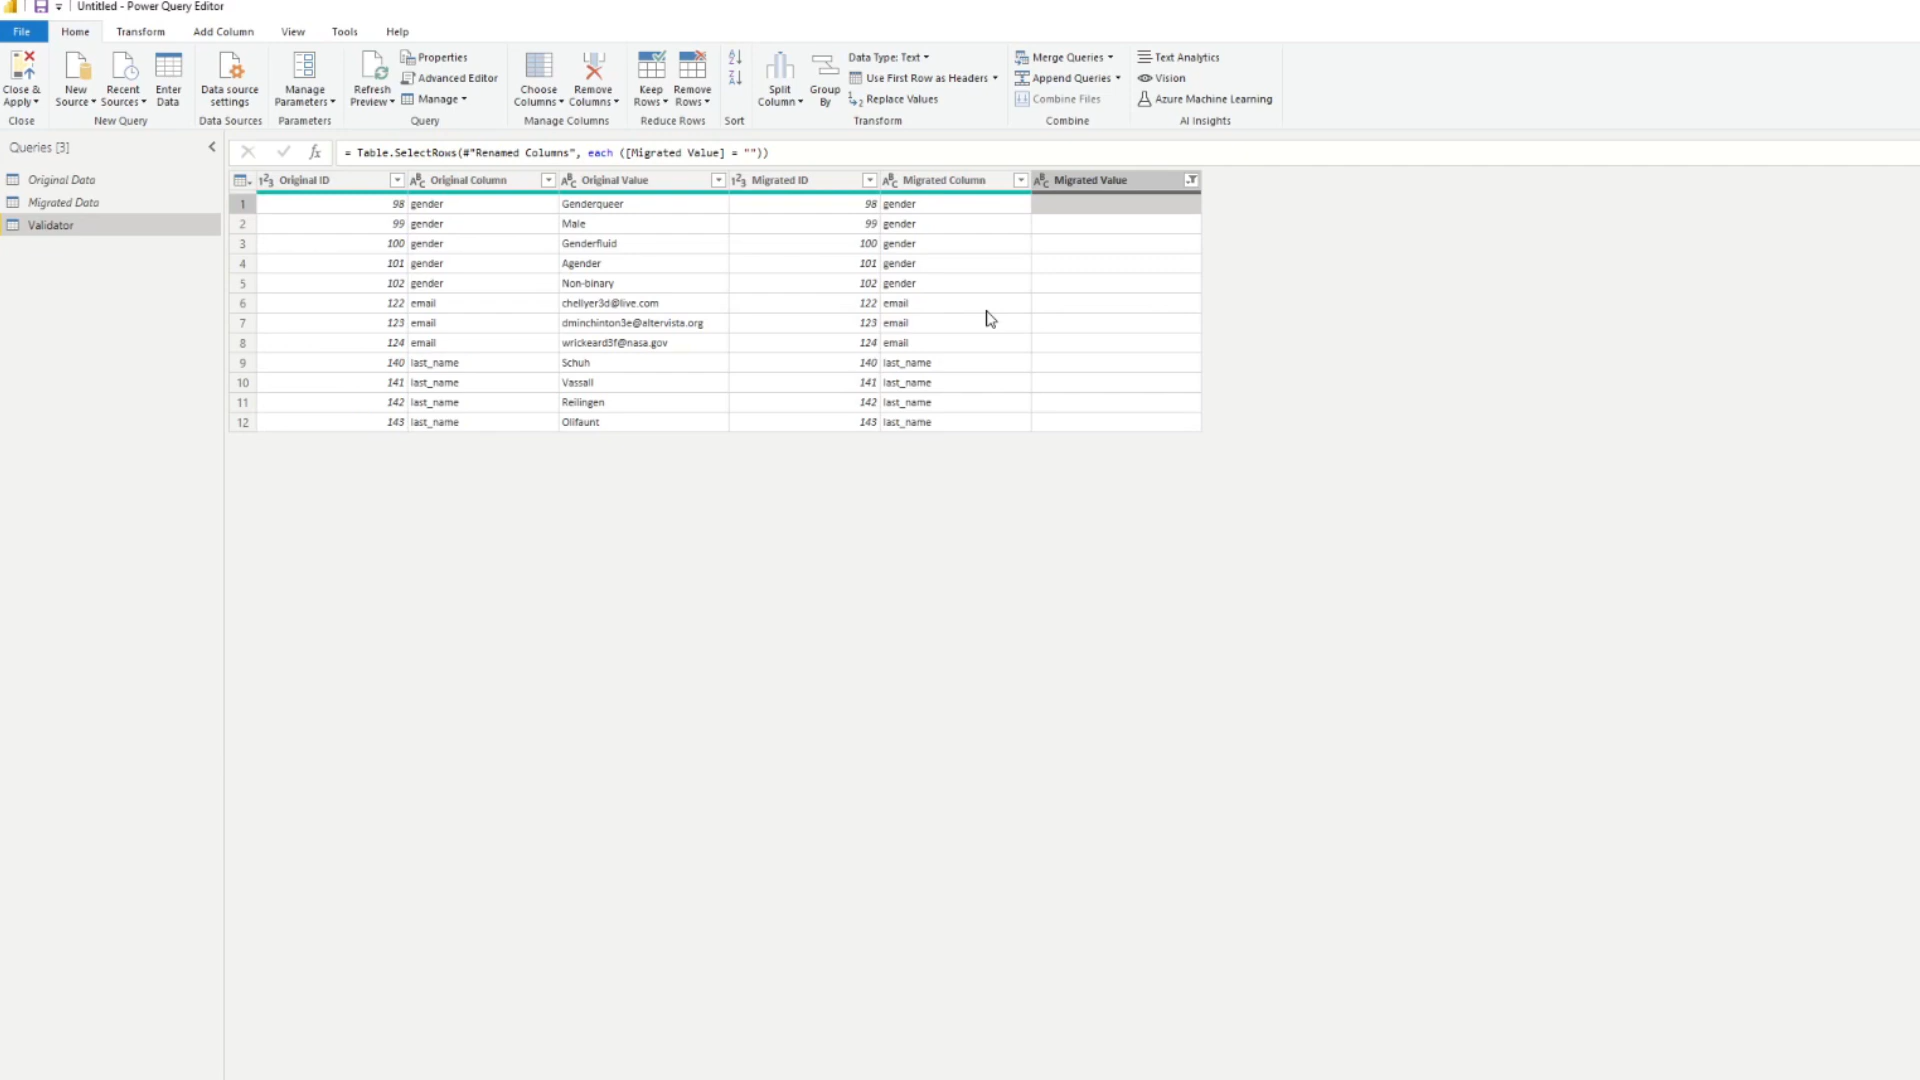 Untitled - Power Query Editor
File Home Transform Add Column View Tools Help
Close & Apply
New Source
Recent Sources
Enter Data
Data source settings
Manage Parameters
Refresh Preview
Properties
Advanced Editor
Manage
Choose Columns
Remove Columns
Keep Rows
Remove Rows
Split Column
Group By
Data Type: Text
Use First Row as Headers
Replace Values
Merge Queries
Append Queries
Combine Files
Text Analytics
Vision
Azure Machine Learning
Close New Query Data Sources Parameters Query Manage Columns Reduce Rows Sort Transform Combine AI Insights
Queries [3]
Original Data
Migrated Data
Validator
fx = Table.SelectRows(#"Renamed Columns", each ([Migrated Value] = ""))
Original ID Original Column Original Value Migrated ID Migrated Column Migrated Value
1 98 gender Genderqueer 98 gender
2 99 gender Male 99 gender
3 100 gender Genderfluid 100 gender
4 101 gender Agender 101 gender
5 102 gender Non-binary 102 gender
6 122 email chellyer3d@live.com 122 email
7 123 email dminchinton3e@altervista.org 123 email
8 124 email wrickeard3f@nasa.gov 124 email
9 140 last_name Schuh 140 last_name
10 141 last_name Vassall 141 last_name
11 142 last_name Reilingen 142 last_name
12 143 last_name Olifaunt 143 last_name